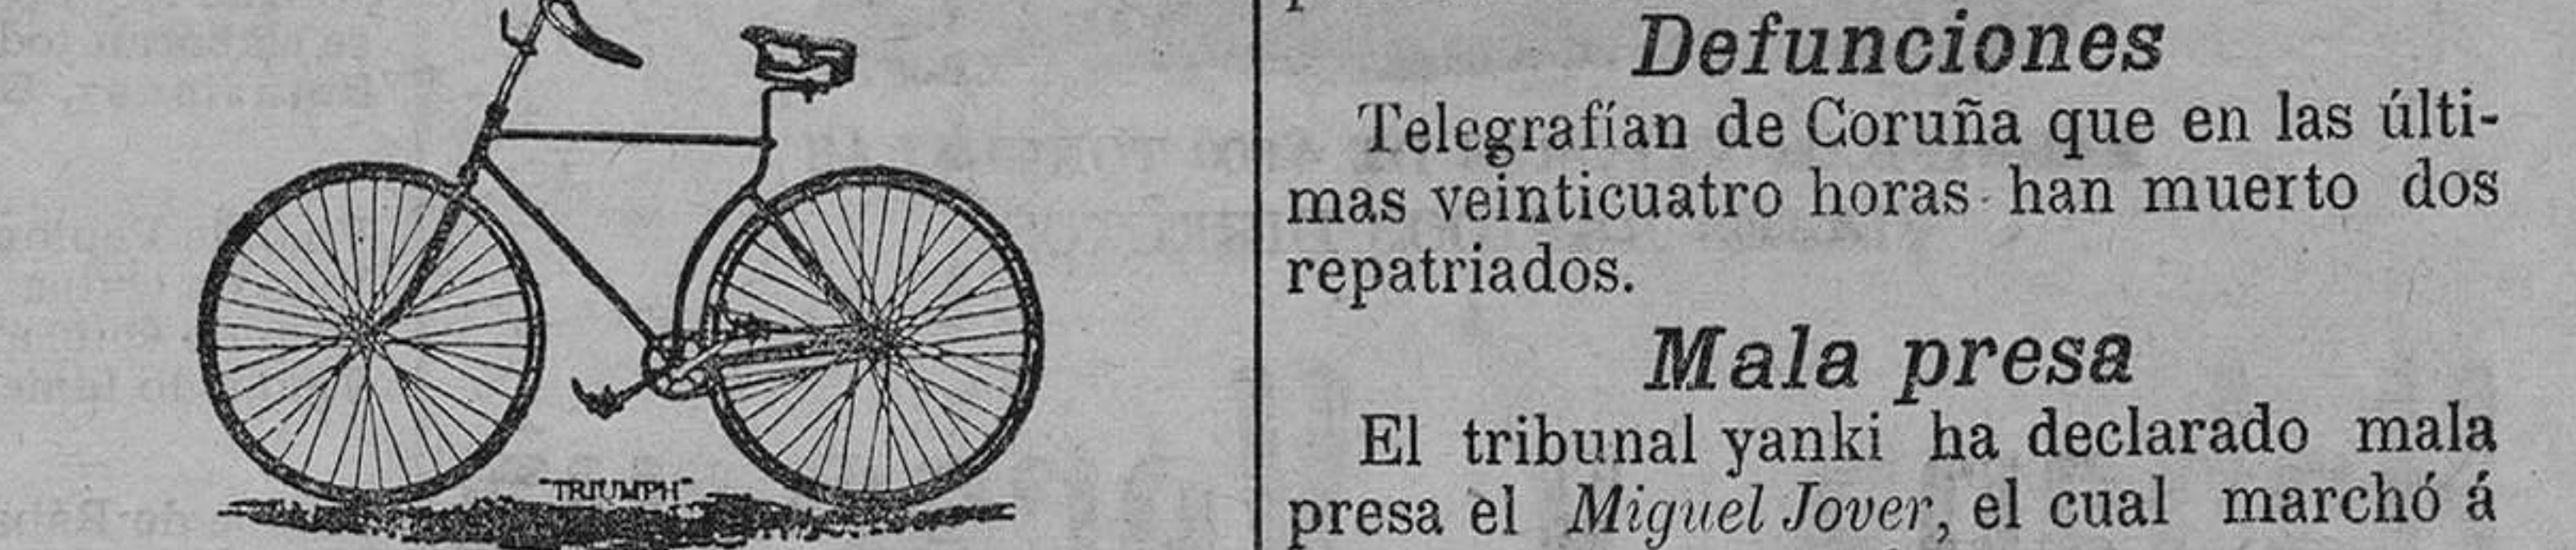 "TRIUMPH"
Defunciones
Telegrafían de Coruña que en las últi-
mas veinticuatro horas han muerto dos
repatriados.
Mala presa
El tribunal yanki ha declarado mala
presa el Miguel Jover, el cual marchó á